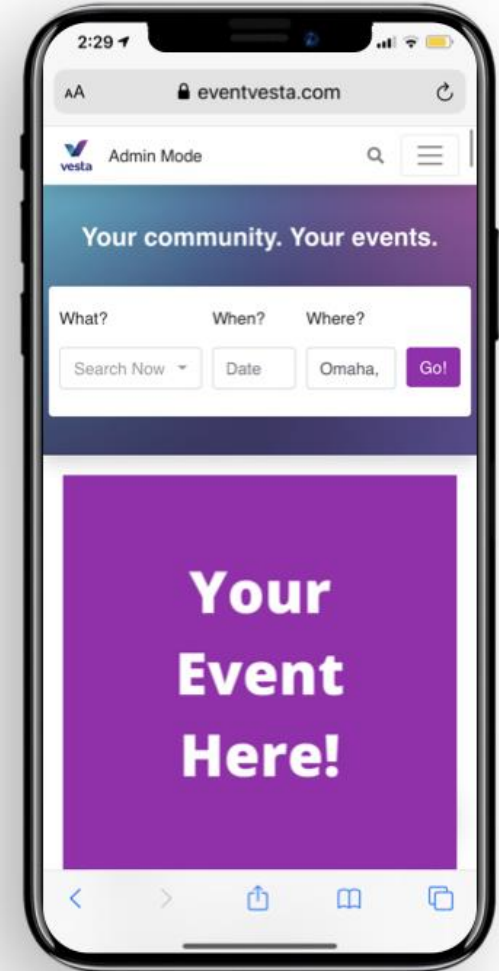 2:29
AA eventvesta.com
vesta Admin Mode
Your community. Your events.
What? When? Where?
Search Now Date Omaha, Go!
Your
Event
Here!